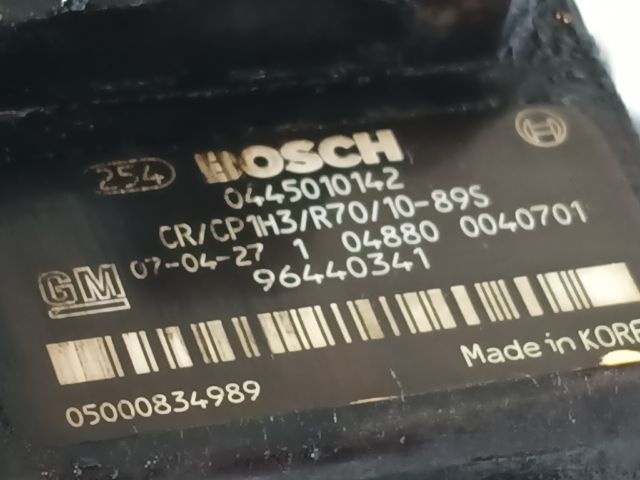 254 BOSCH
0445010142
CR/CP1H3/R70/10-89S
07-04-27 1 04880 0040701
GM 96440341
05000834989 Made in KORE